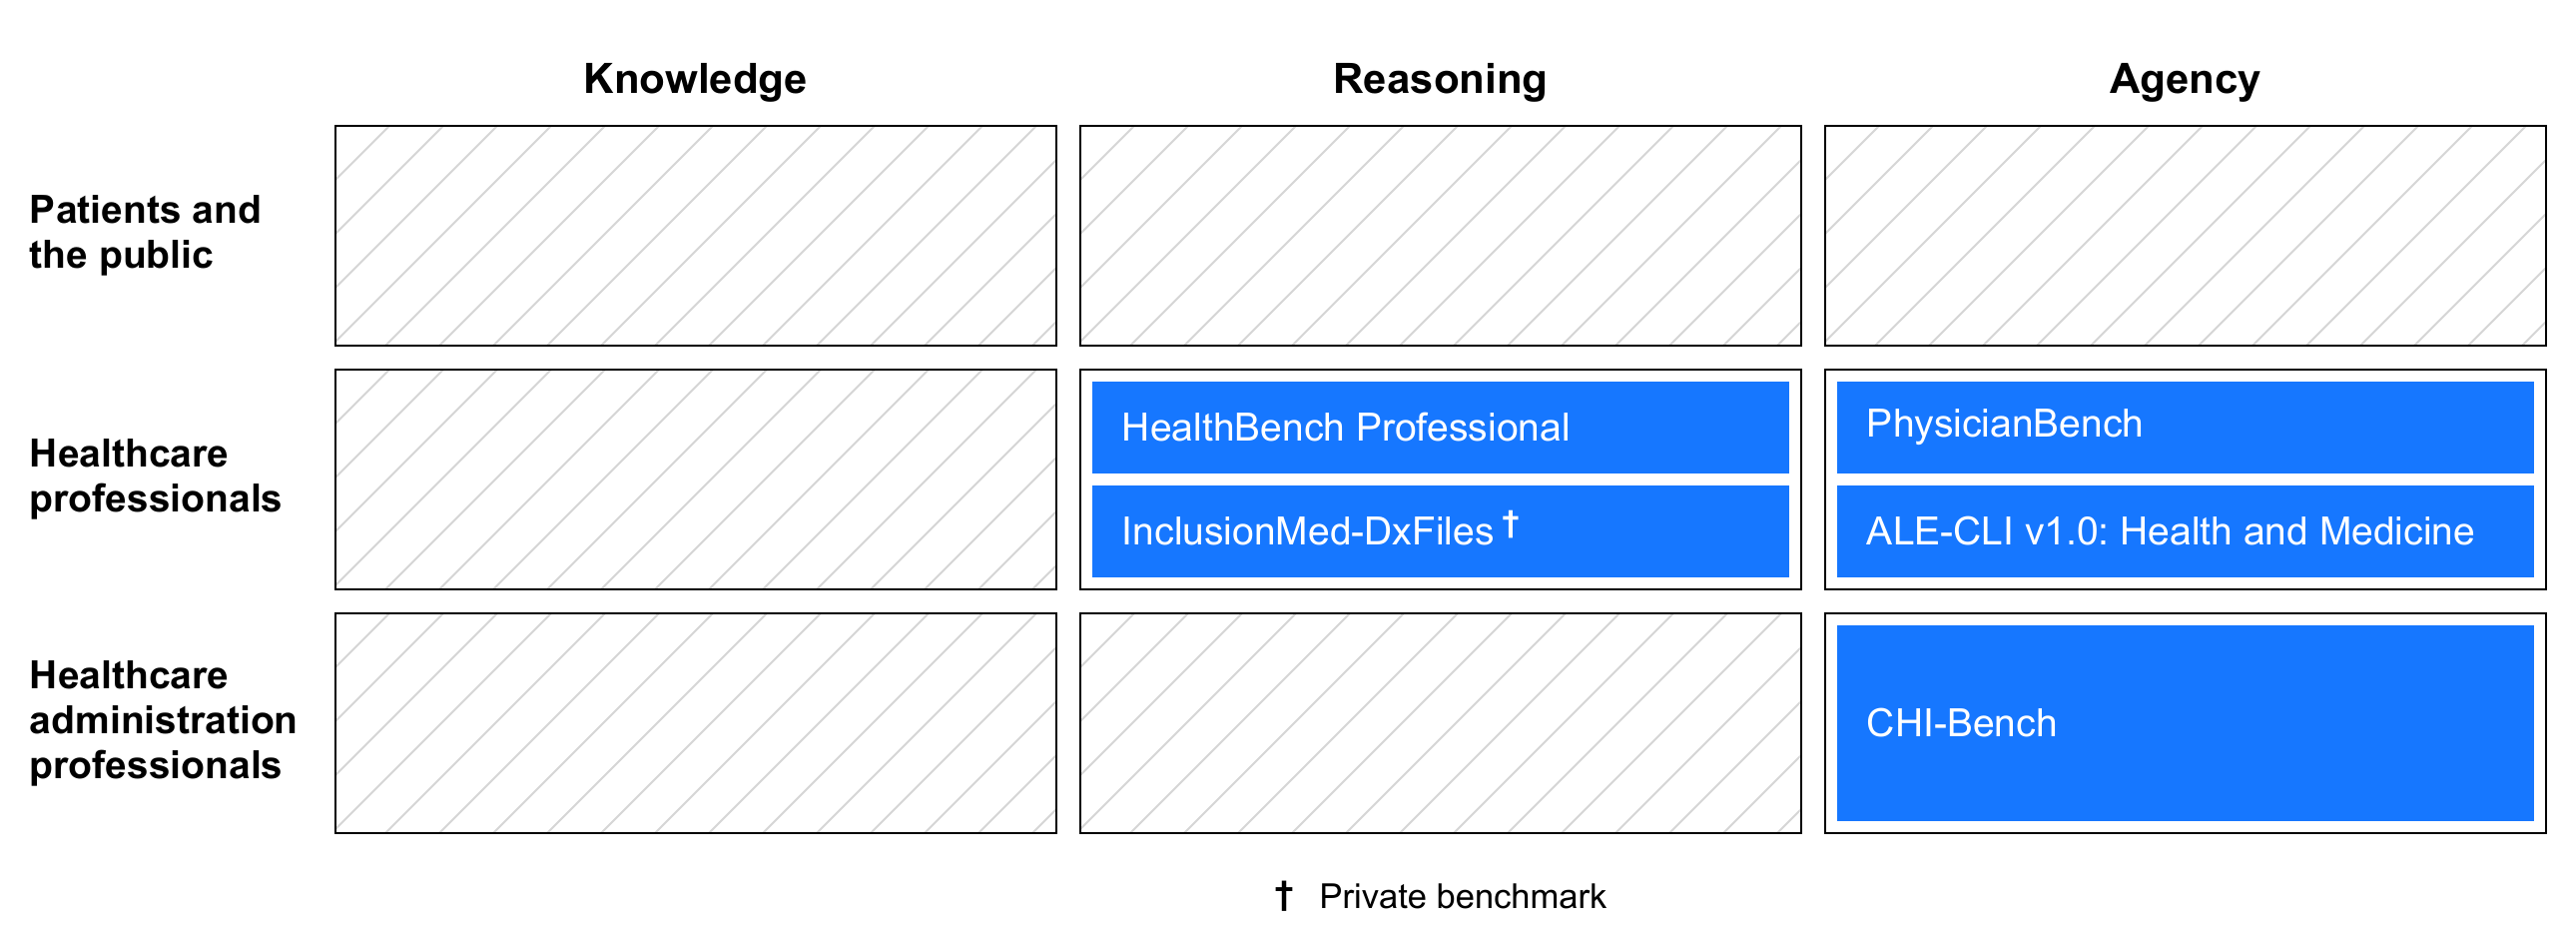 Knowledge Reasoning Agency
Patients and
the public
Healthcare
professionals
HealthBench Professional
InclusionMed-DxFiles †
PhysicianBench
ALE-CLI v1.0: Health and Medicine
Healthcare
administration
professionals
CHI-Bench
† Private benchmark